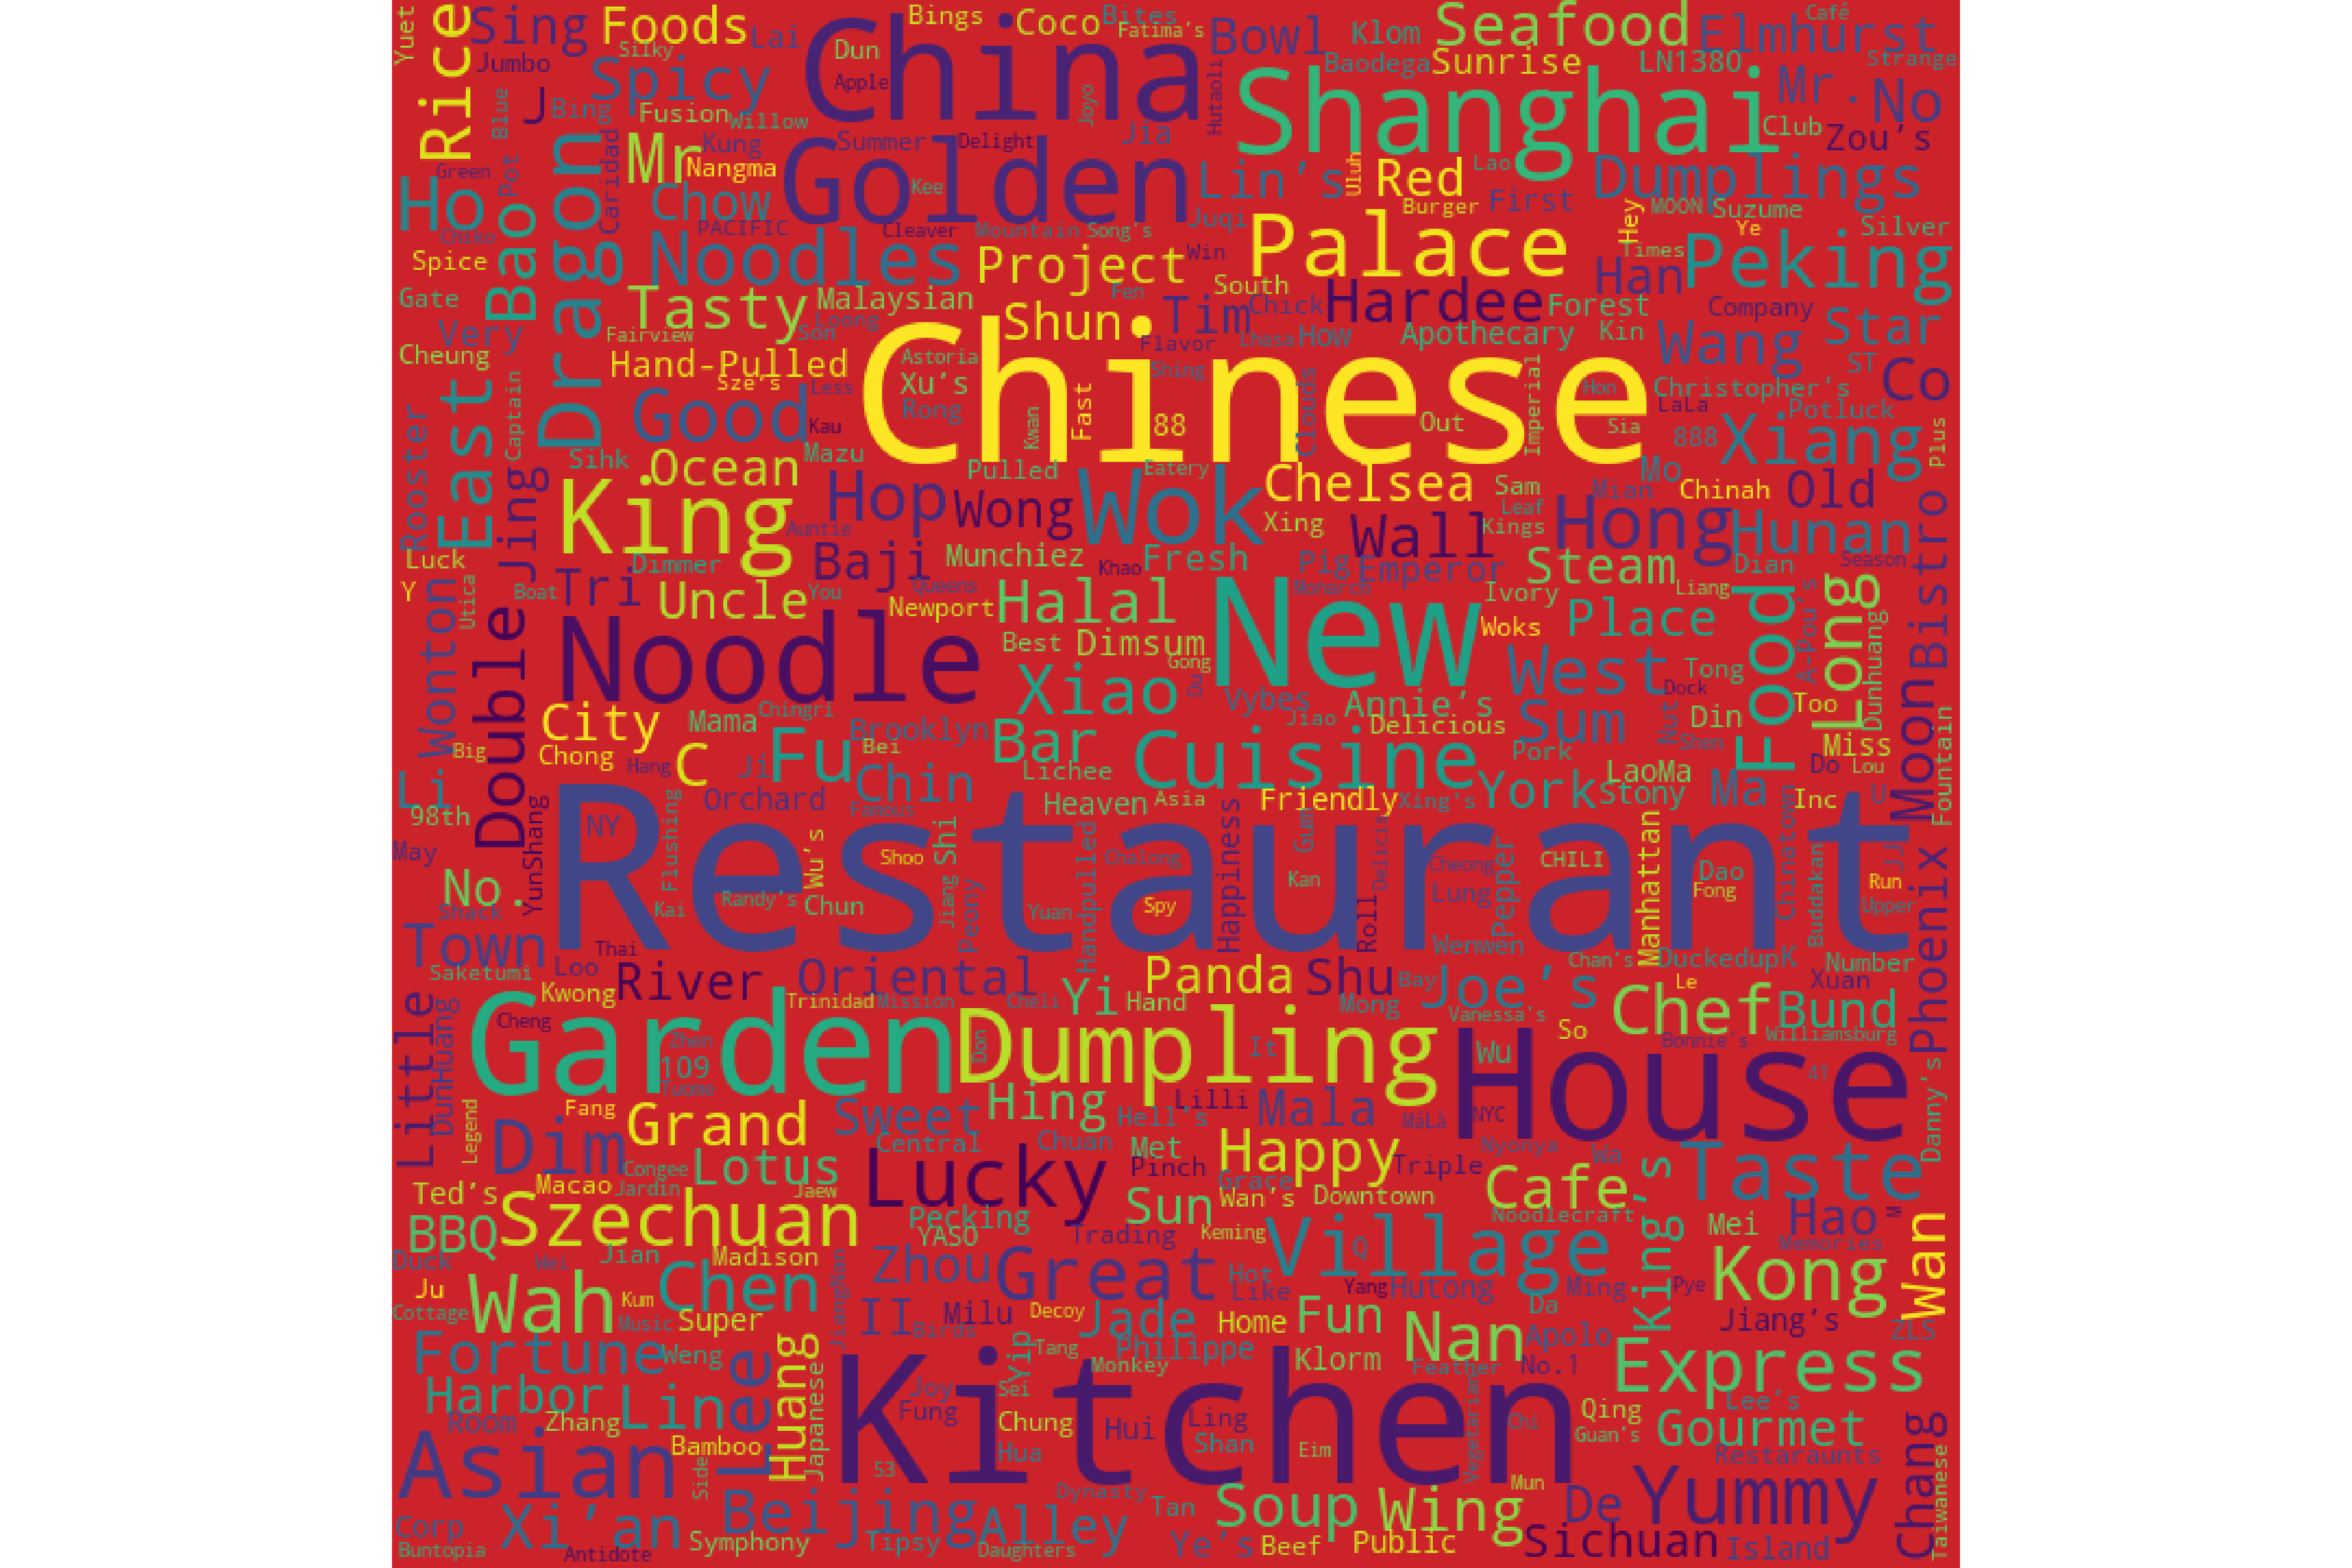 Yuet
Rice
Sing
Foods
Lai
China
Bings
Coco
Bites
Fatima's
Bowl
Klom
Seafood
Elmhurst
Café
Silky
Jumbo
Spicy
Dun
Apple
Baodega
Sunrise
LN1380
Strange
Shanghai
Mr.
No
J
Bing
Blue
Fusion
Willow
Joyo
Hutaoli
Jia
Club
Zou’s
Dragon
Caridad
Mr
Kung
Summer
Delight
Golden
Nangma
Lin’s
Uluh
Red
Lao
Dumplings
Green
Pot
Ho
Bao
Chow
Kee
Burger
First
MOON
Suzume
Hey
Juqi
PACIFIC
Cleaver
Mountain
Song's
Palace
Ye
Silver
Chiko
Noodles
Project
Win
Times
Peking
Spice
Han
South
Gate
Tasty
Malaysian
Fen
Tim
Chick
Hardee
Forest
Company
Very
Fairview
Loong
Son
Shun
Flavor
Lhasa
How
Apothecary
Kin
Wang
Star
Cheung
Hand-Pulled
Astoria
Chinese
Shing
Imperial
ST
East
Captain
Sze’s
Less
Xu’s
Hon
Christopher’s
Co
Rooster
Good
Kau
Rong
Kwan
Fast
88
Clouds
Out
Sia
LaLa
Potluck
888
Xiang
Plus
Sihk
Ocean
Mazu
Pulled
Eatery
Jing
King
Hop
Wong
Wok
Chelsea
Sam
Mo
Mian
Chinah
Old
Leaf
Auntie
Xing
Wall
Kings
Hong
Hunan
Bistro
Luck
Dimmer
Baji
Munchiez
Fresh
Pig
Emperor
Steam
Dian
Season
Y
Utica
Boat
Tri
Uncle
You
Queens
Khao
Monarch
Ivory
Liang
Wonton
Double
Newport
Halal
New
Woks
Place
Food
A-Pou's
Long
Dunhuang
Noodle
Best
Dimsum
Gong
Du
West
Tong
Dock
Xiao
Vybes
Annie’s
City
Mama
Chingri
Brooklyn
Jiao
Delicious
Sum
Nut
Din
Too
Moon
Big
Chong
Hang
C
Ji
Fu
Bei
Bar
Cuisine
Pork
Shen
Miss
Fountain
Li
Chin
Lichee
LaoMa
Do
Lou
98th
Orchard
Famous
Heaven
Asia
Friendly
Xing's
York
Stony
Ma
Inc
U
May
YunShang
NY
Flushing
Restaurant
Wu’s
Shoo
Shi
Handpulled
Chalong
Happiness
Gum
Delicis
Cheong
Pepper
CHILI
Manhattan
Dao
Fong
Chinatown
Buddakan
JJ
Run
No.
Shack
Kai
Randy's
Chun
Jiang
Peony
Yuan
Spy
Kan
Roll
Lung
Upper
Town
Thai
Wenwen
Chan's
DuckedupK
Number
Phoenix
Saketumi
Loo
River
Oriental
Yi
Panda
Shu
Bay
Joe’s
Le
Xuan
Kwong
Trinidad
Mission
Cheli
Hand
Mong
Vanessa's
Chef
Bund
Little
DunHuang
Cheng
Garden
Zhen
Don
Dumpling
It
Wu
So
Bonnie's
Williamsburg
109
Tuome
House
41
Danny’s
Legend
Fang
Grand
Sweet
Hing
Hell's
Lilli
Mala
MáLà
NYC
Dim
Central
Chuan
Met
Happy
Nyonya
Wa
Congee
Lotus
Lucky
Pinch
Grace
Triple
Cafe
King’s
Taste
Ted’s
Macao
Jardin
Jaew
Sun
Wan’s
Downtown
Noodlecraft
Mei
Hao
M
Wan
BBQ
Szechuan
Pecking
YASO
Trading
Keming
Village
Q
Memories
Duck
Wei
Jian
Madison
JiangNan
Zhou
Great
Hot
Like
Yang
Hutong
Ming
Pye
Kong
Ju
Cottage
Wah
Kum
Music
Chen
Super
II
Birds
Milu
Decoy
Jade
Home
Fun
Da
Jiang’s
ZLS
Fortune
Weng
Yip
Tang
Monkey
Philippe
Klorm
Nan
Feather
Apolo
No.1
Express
Harbor
Lin
Lee
Huang
Japanese
Joy
Fung
Sei
Kitchen
Lee's
Room
Zhang
Chung
Hui
Ling
Vegetarian
Chi
Qing
Guan's
Gourmet
Chang
Asian
Bamboo
Side
53
Hua
Shan
Eim
Restaraunts
Taiwanese
Xi’an
Beijing
Dynasty
Tan
Soup
Wing
Mun
De
Yummy
Corp
Buntopia
Antidote
Symphony
Tipsy
Alley
Daughters
Ye's
Beef
Public
Sichuan
Island